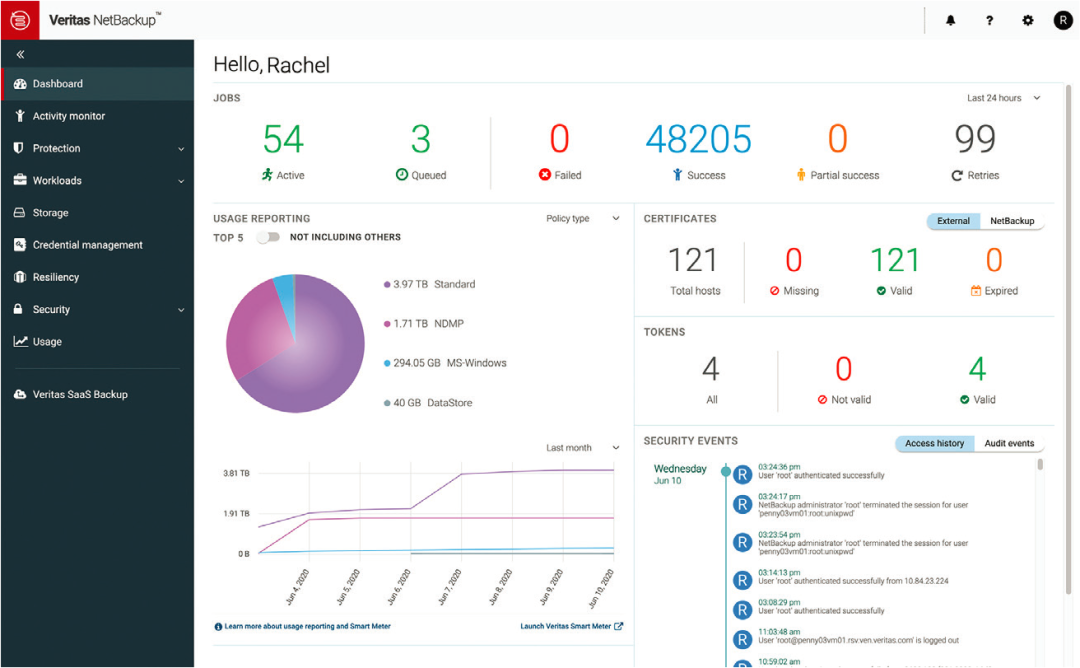 Veritas NetBackup™
R
Dashboard
Activity monitor
Protection
Workloads
Storage
Credential management
Resiliency
Security
Usage
Veritas SaaS Backup
Hello, Rachel
JOBS
Last 24 hours
54
3
0
48205
0
99
Active
Queued
Failed
Success
Partial success
Retries
USAGE REPORTING
Policy type
TOP 5
NOT INCLUDING OTHERS
3.97 TB Standard
1.71 TB NDMP
294.05 GB MS-Windows
40 GB DataStore
Last month
3.81 TB
1.91 TB
0 B
Jun 4, 2020
Jun 5, 2020
Jun 6, 2020
Jun 7, 2020
Jun 8, 2020
Jun 9, 2020
Jun 10, 2020
Learn more about usage reporting and Smart Meter
Launch Veritas Smart Meter
CERTIFICATES
External
NetBackup
121
0
121
0
Total hosts
Missing
Valid
Expired
TOKENS
4
0
4
All
Not valid
Valid
SECURITY EVENTS
Access history
Audit events
Wednesday
Jun 10
R
03:24:36 pm
User 'root' authenticated successfully
R
03:24:17 pm
NetBackup administrator 'root' terminated the session for user
'penny03vm01:root:unixpwd'
R
03:23:54 pm
NetBackup administrator 'root' terminated the session for user
'penny03vm01:root:unixpwd'
R
03:14:13 pm
User 'root' authenticated successfully from 10.84.23.224
R
03:08:29 pm
User 'root' authenticated successfully
R
11:03:48 am
User 'root@penny03vm01.rsv.ven.veritas.com' is logged out
10:59:02 am